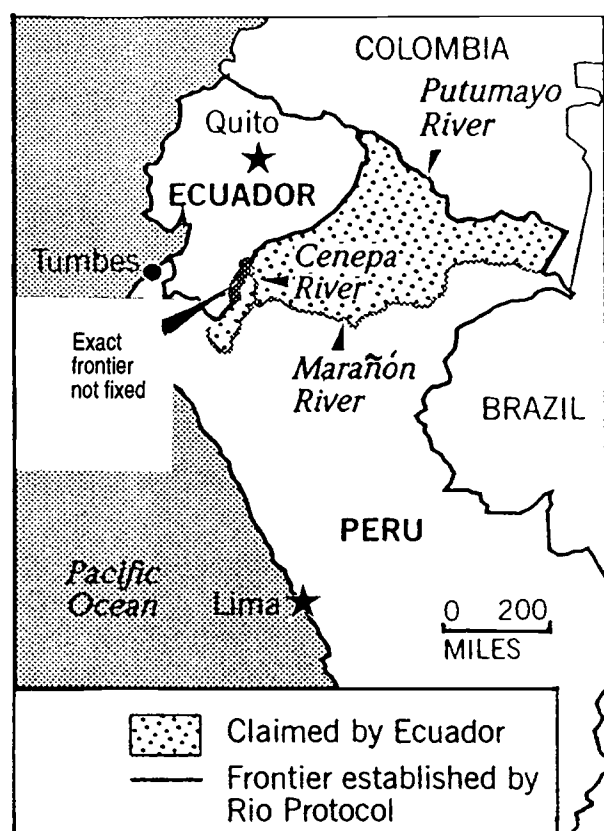 COLOMBIA
Putumayo
River
Quito
ECUADOR
Tumbes
Cenepa
River
Exact
frontier
not fixed
Marañón
River
BRAZIL
PERU
Pacific
Ocean
Lima
0 200
MILES
Claimed by Ecuador
Frontier established by
Rio Protocol